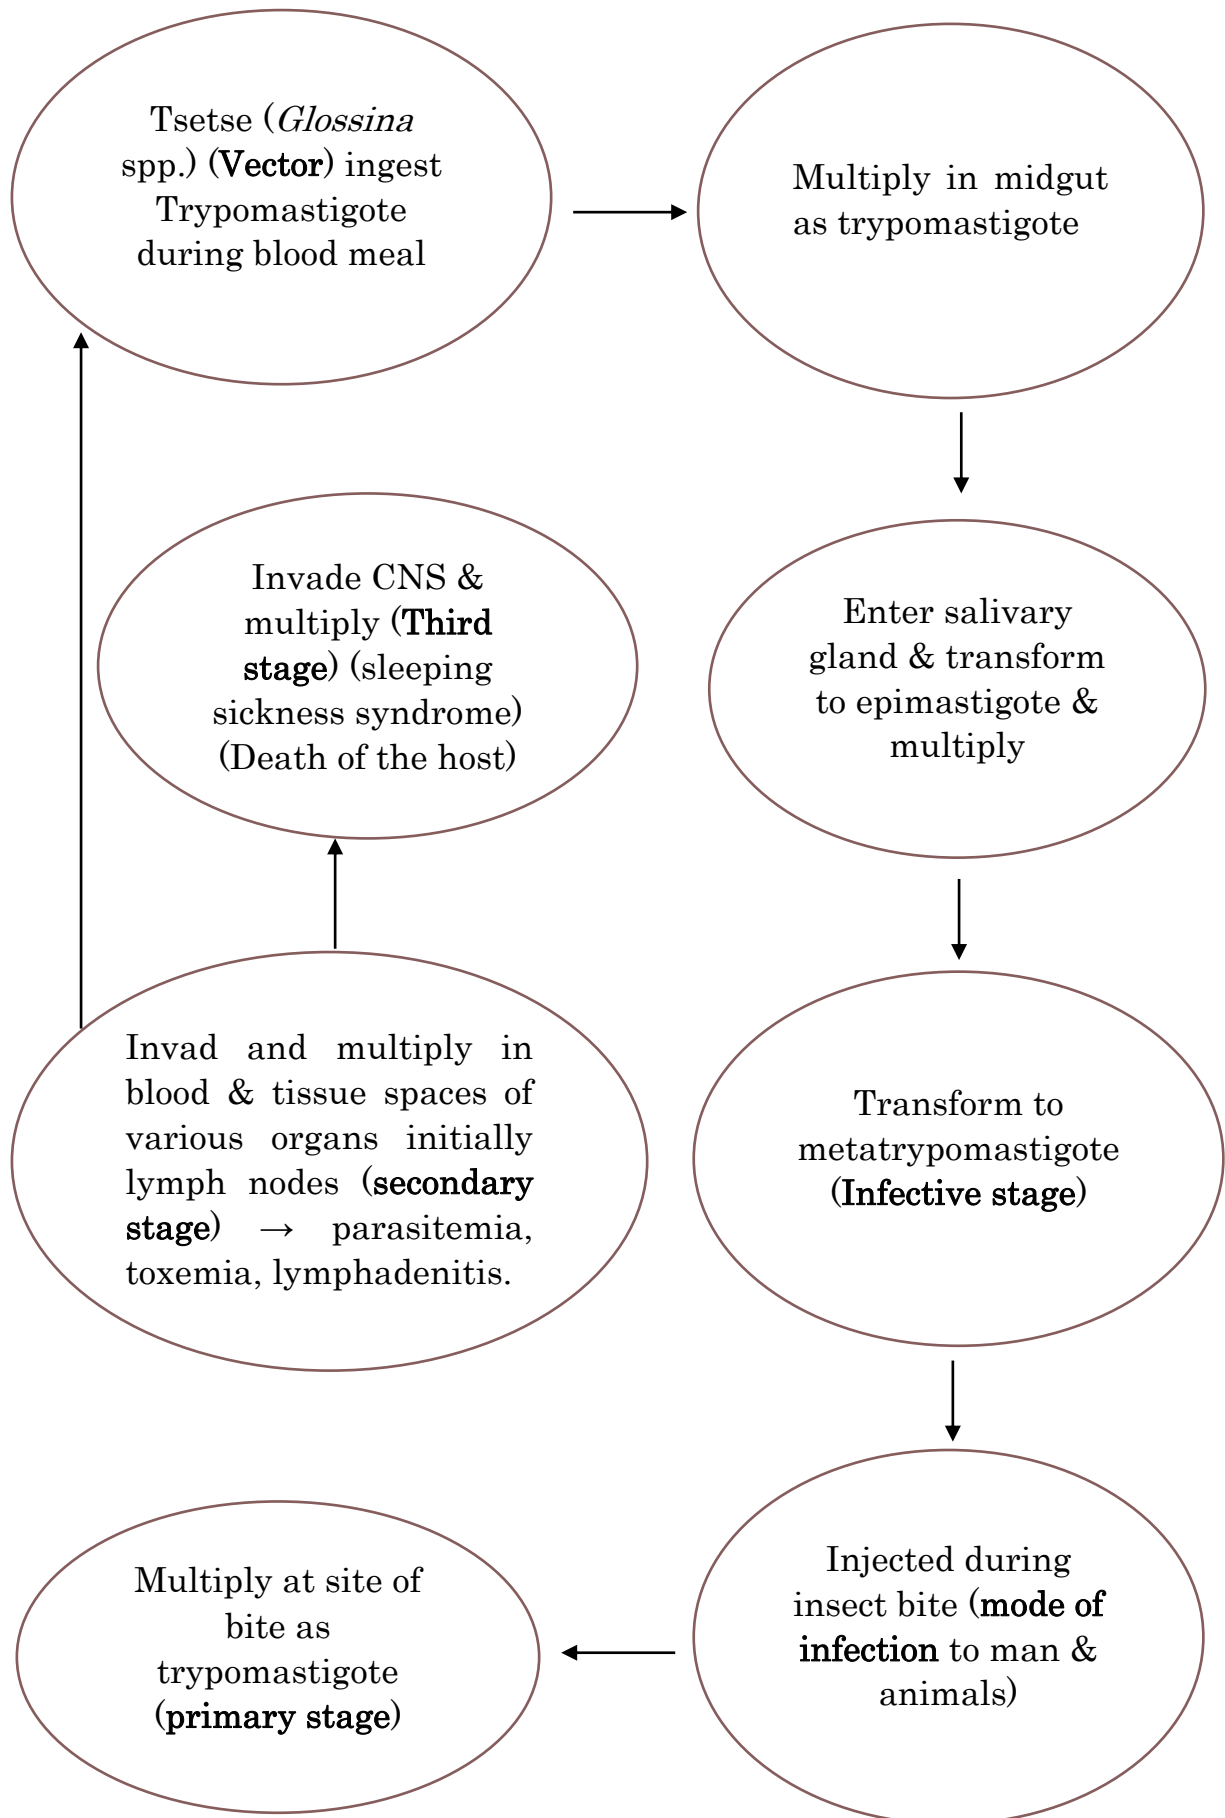 Tsetse (Glossina
spp.) (Vector) ingest
Trypomastigote
during blood meal
Multiply in midgut
as trypomastigote
Enter salivary
gland & transform
to epimastigote &
multiply
Transform to
metatrypomastigote
(Infective stage)
Injected during
insect bite (mode of
infection to man &
animals)
Multiply at site of
bite as
trypomastigote
(primary stage)
Invad and multiply in
blood & tissue spaces of
various organs initially
lymph nodes (secondary
stage) → parasitemia,
toxemia, lymphadenitis.
Invade CNS &
multiply (Third
stage) (sleeping
sickness syndrome)
(Death of the host)